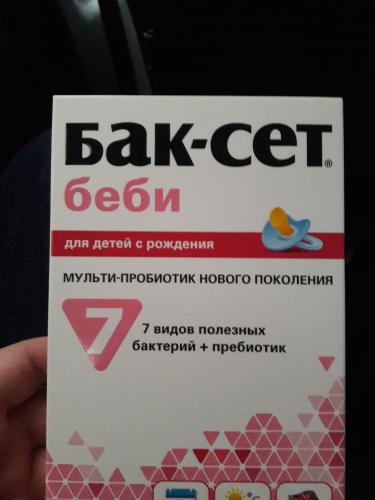 Бак-сет®
беби
для детей с рождения
МУЛЬТИ-ПРОБИОТИК НОВОГО ПОКОЛЕНИЯ
7
7 видов полезных
бактерий + пребиотик